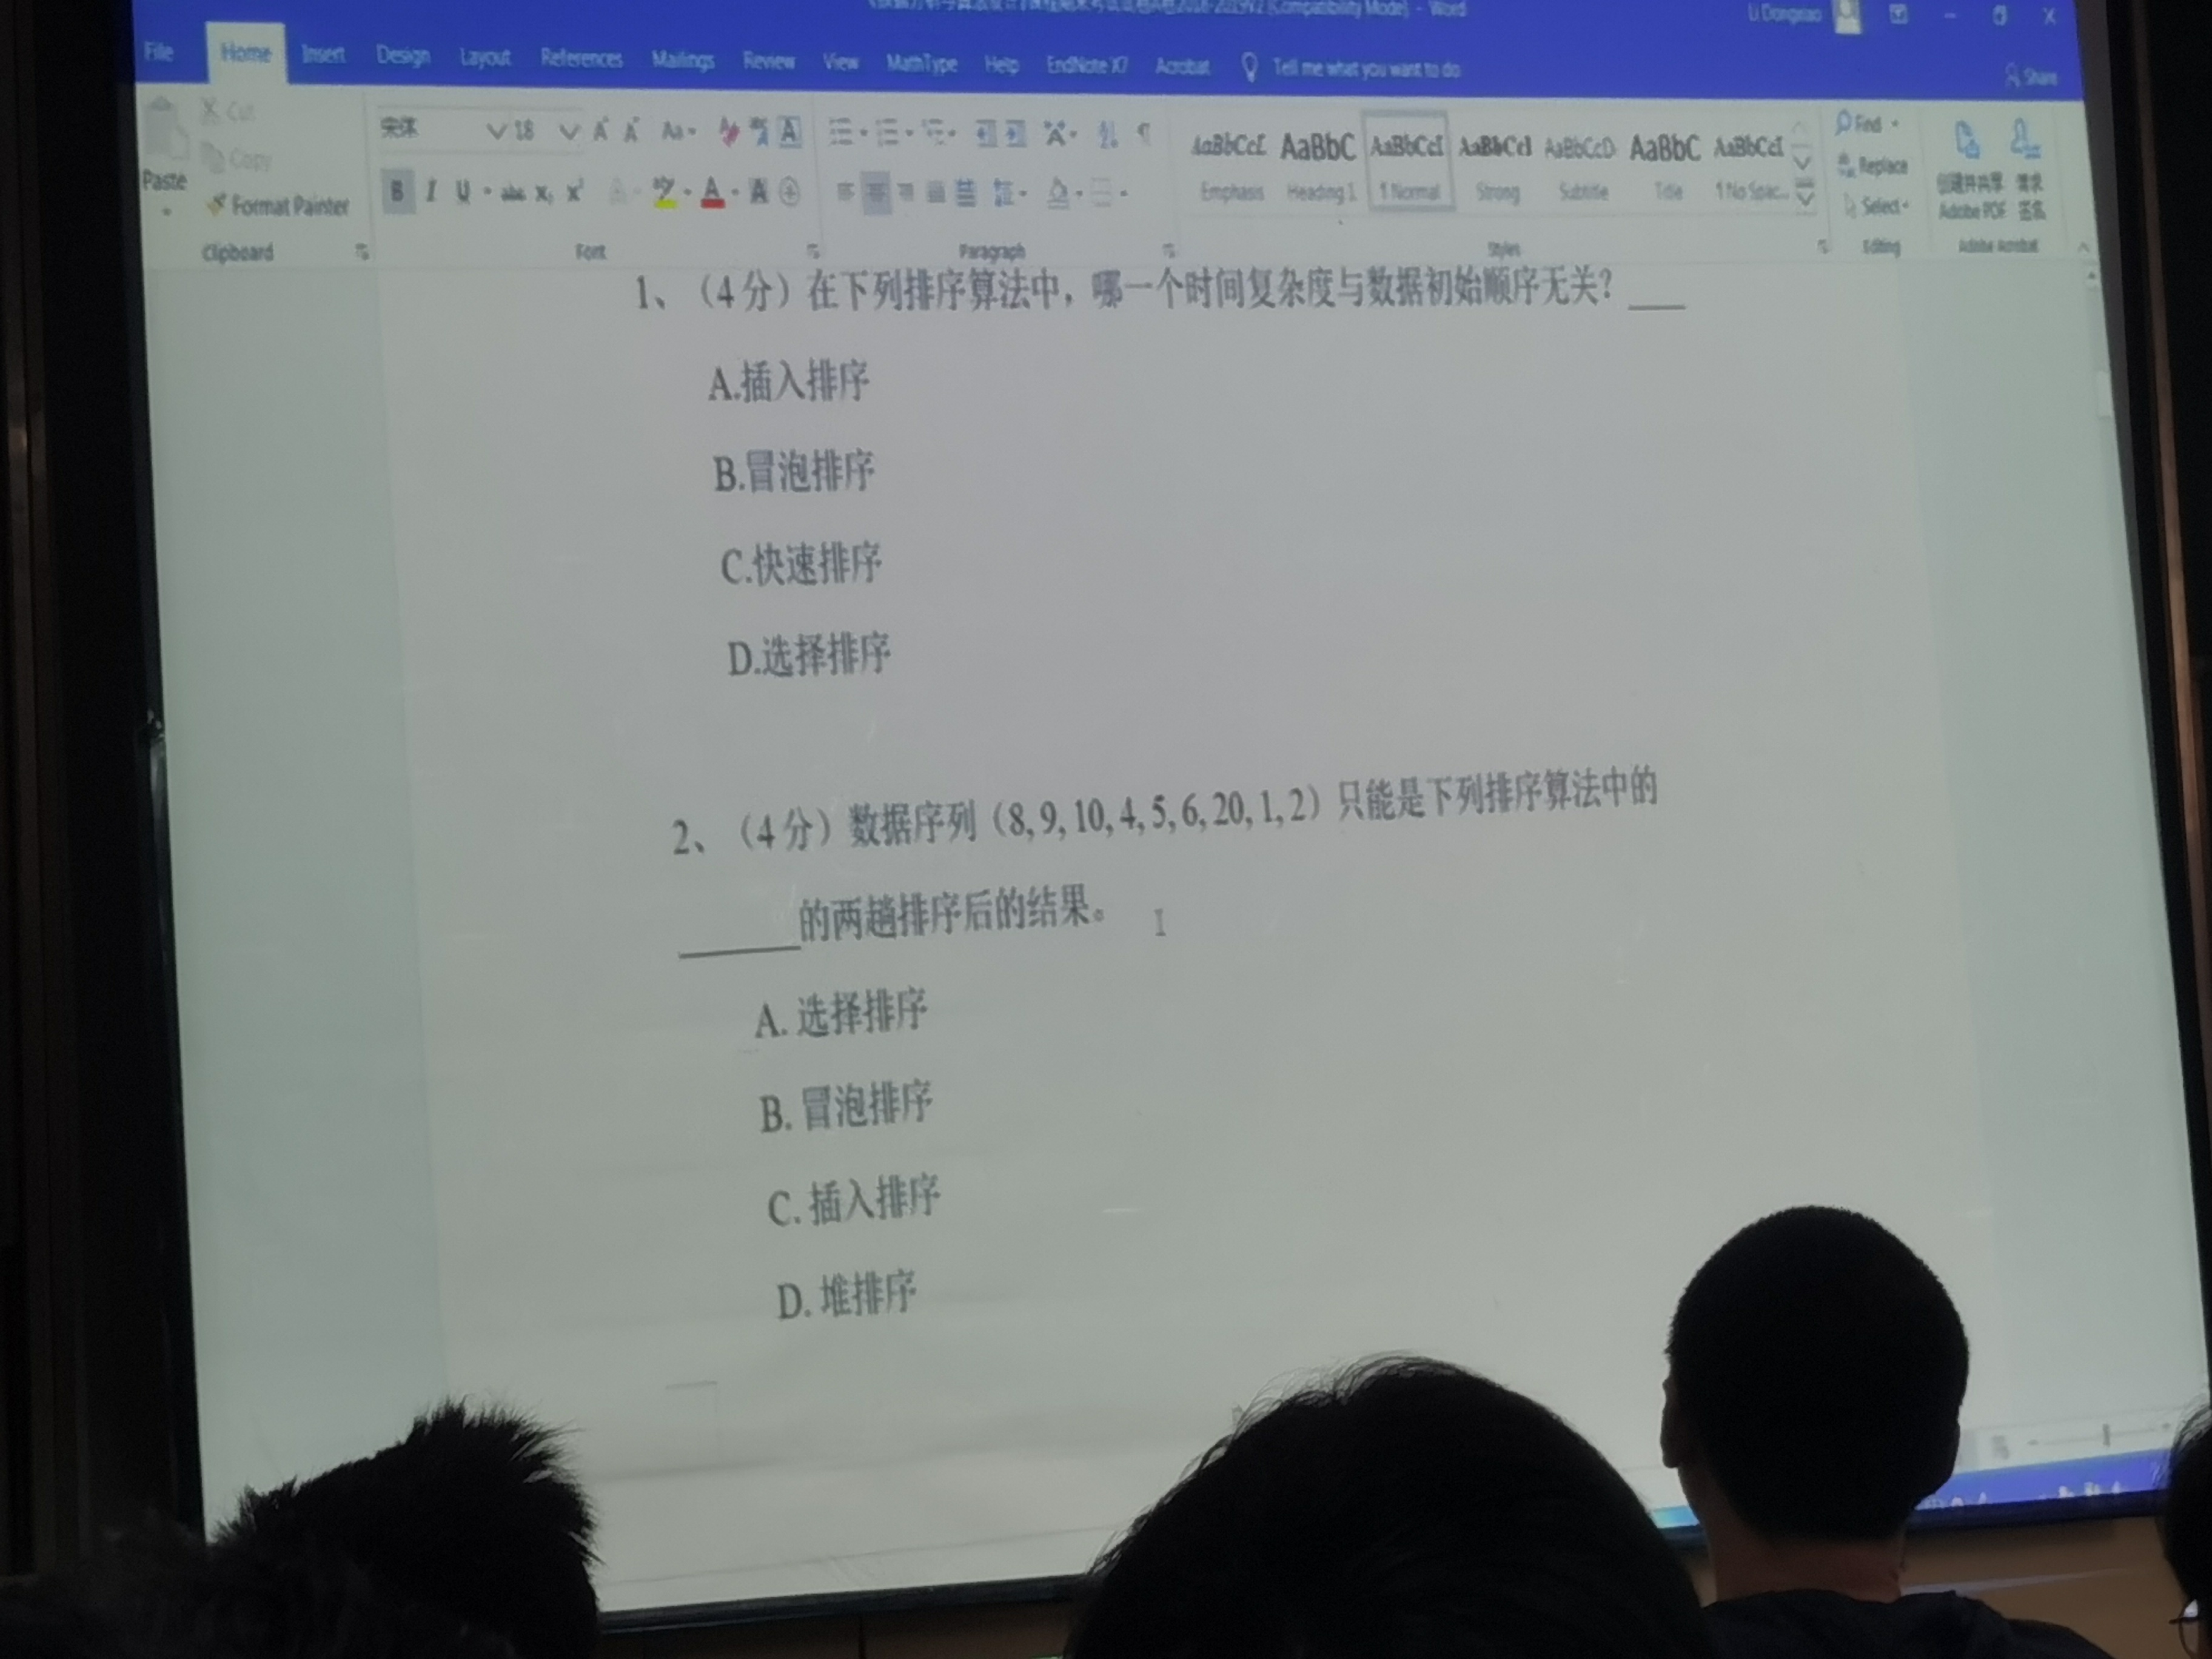 (Compatibility Mode) - Word
Li Dongxiao
File Home Insert Design Layout References Mailings Review View MathType Help EndNote X7 Acrobat Tell me what you want to do
Share
Cut
Copy
Paste
Format Painter
Clipboard
宋体 18
Font
Paragraph
AaBbCcI AaBbC AaBbCcI AaBbCcI AaBbCcD AaBbC AaBbCcI
Emphasis Heading 1 ¶ Normal Strong Subtitle Title ¶ No Spac...
Styles
Find
Replace
Select
Editing
创建并共享 请求
Adobe PDF 签名
Adobe Acrobat
1、（4分）在下列排序算法中，哪一个时间复杂度与数据初始顺序无关？____
A.插入排序
B.冒泡排序
C.快速排序
D.选择排序
2、（4分）数据序列（8, 9, 10, 4, 5, 6, 20, 1, 2）只能是下列排序算法中的
________的两趟排序后的结果。
A. 选择排序
B. 冒泡排序
C. 插入排序
D. 堆排序